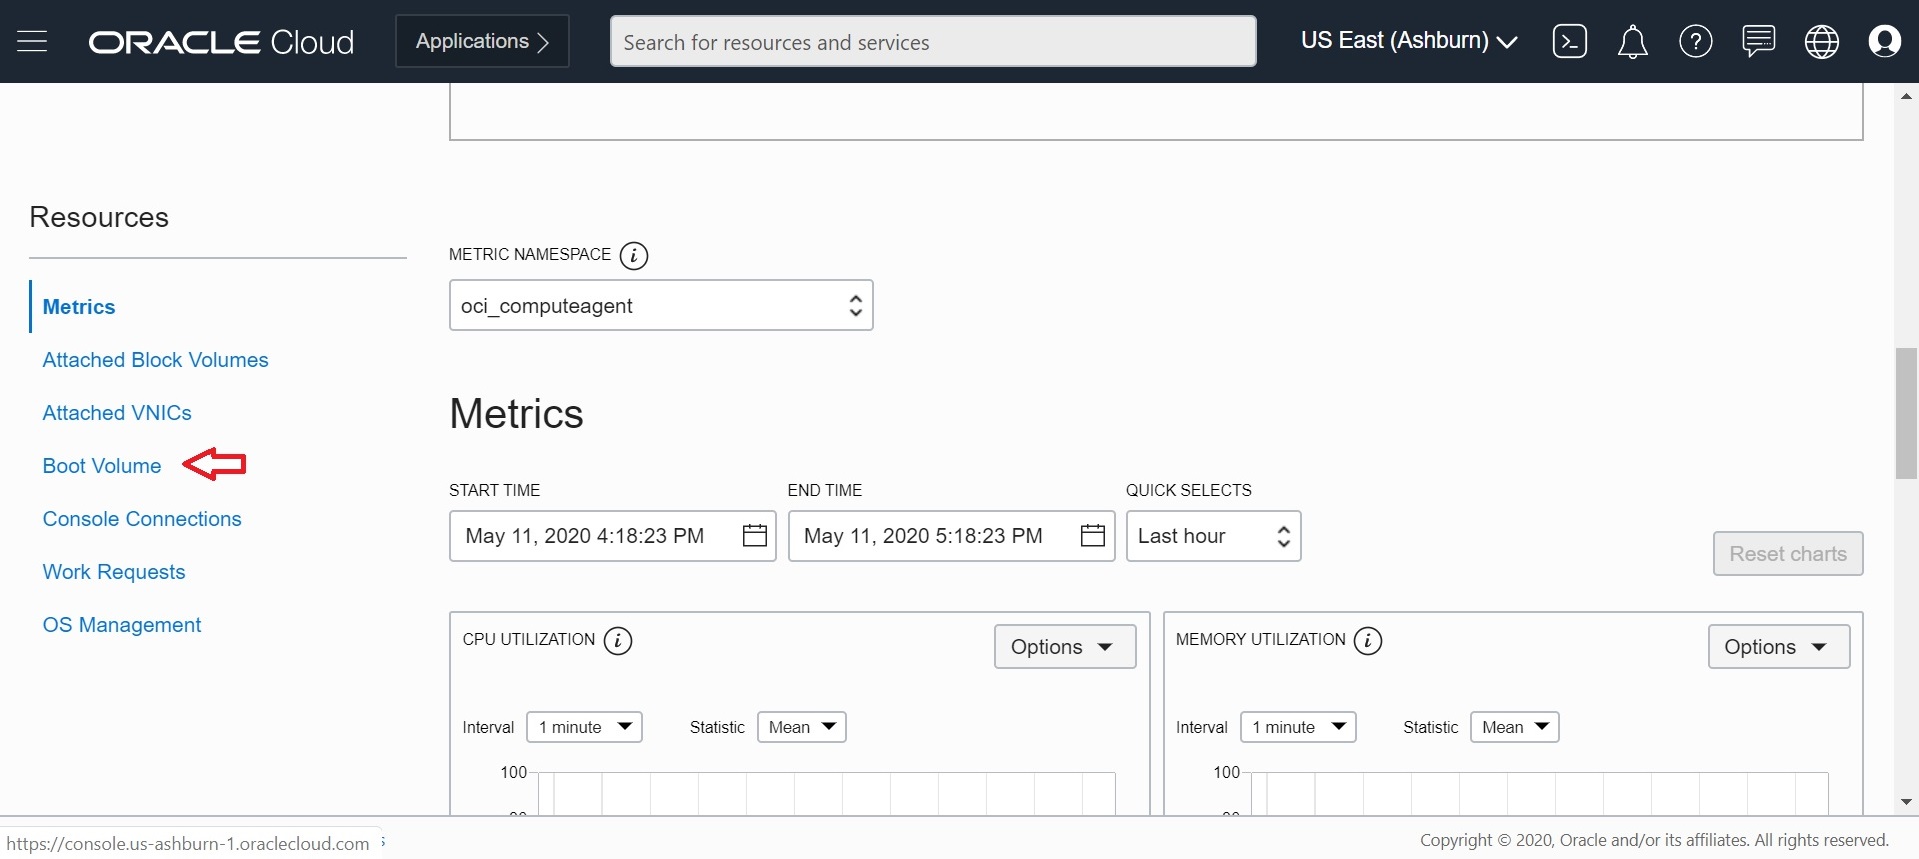 ORACLE Cloud
Applications
Search for resources and services
US East (Ashburn)
Resources
Metrics
Attached Block Volumes
Attached VNICs
Boot Volume
Console Connections
Work Requests
OS Management
METRIC NAMESPACE
oci_computeagent
Metrics
START TIME
END TIME
QUICK SELECTS
May 11, 2020 4:18:23 PM
May 11, 2020 5:18:23 PM
Last hour
Reset charts
CPU UTILIZATION
Options
Interval
1 minute
Statistic
Mean
100
MEMORY UTILIZATION
Options
Interval
1 minute
Statistic
Mean
100
https://console.us-ashburn-1.oraclecloud.com
Copyright © 2020, Oracle and/or its affiliates. All rights reserved.